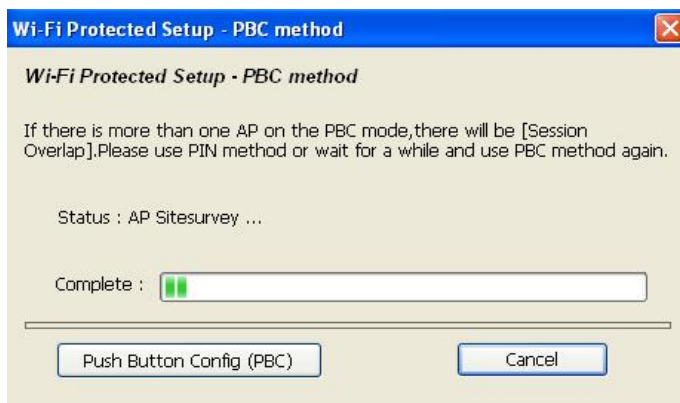 Wi-Fi Protected Setup - PBC method
Wi-Fi Protected Setup - PBC method
If there is more than one AP on the PBC mode,there will be [Session
Overlap].Please use PIN method or wait for a while and use PBC method again.
Status : AP Sitesurvey ...
Complete :
Push Button Config (PBC)
Cancel